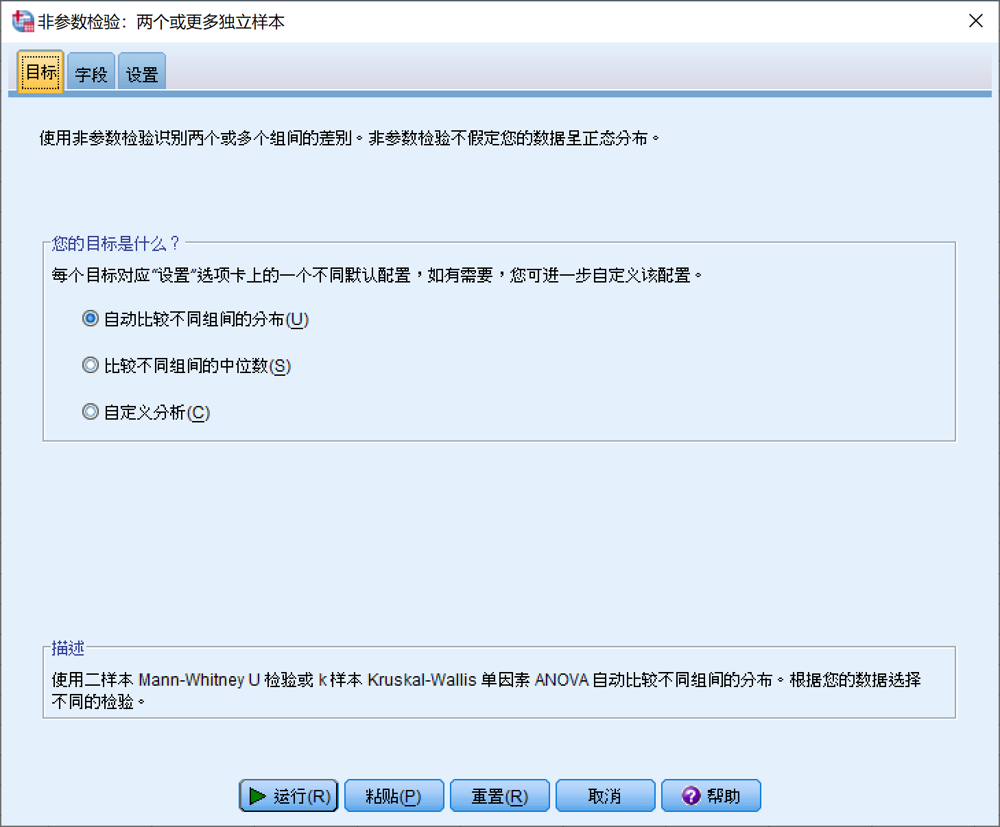 非参数检验：两个或更多独立样本
目标 字段 设置
使用非参数检验识别两个或多个组间的差别。非参数检验不假定您的数据呈正态分布。
您的目标是什么？
每个目标对应"设置"选项卡上的一个不同默认配置，如有需要，您可进一步自定义该配置。
自动比较不同组间的分布(U)
比较不同组间的中位数(S)
自定义分析(C)
描述
使用二样本 Mann-Whitney U 检验或 k 样本 Kruskal-Wallis 单因素 ANOVA 自动比较不同组间的分布。根据您的数据选择
不同的检验。
运行(R) 粘贴(P) 重置(R) 取消 帮助